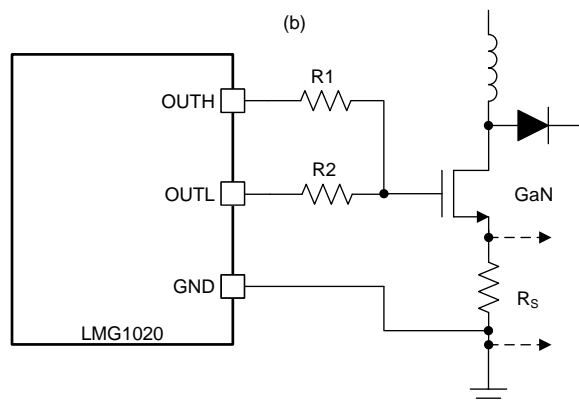 (b)
R1
OUTH
R2
OUTL
GaN
GND
RS
LMG1020